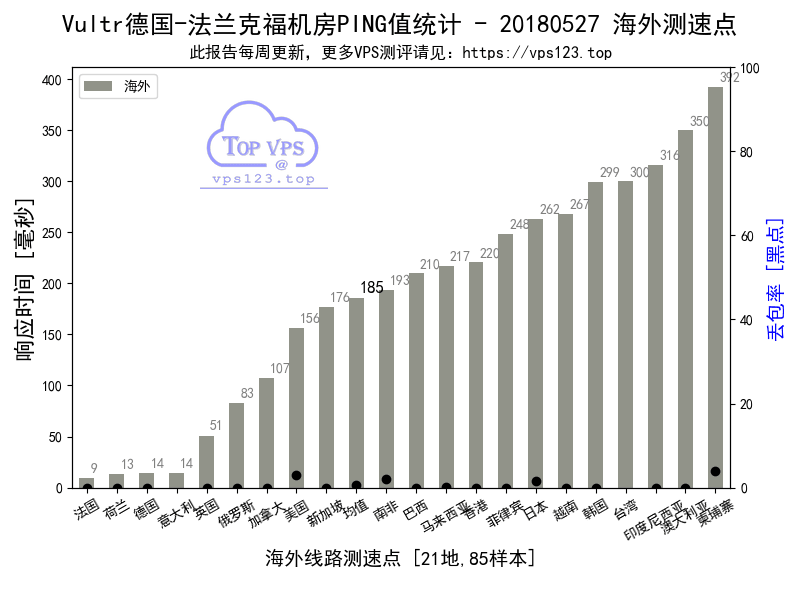 Vultr德国-法兰克福机房PING值统计 - 20180527 海外测速点
此报告每周更新，更多VPS测评请见：https://vps123.top
海外
TOP VPS
@
vps123.top
响应时间 [毫秒]
400
350
300
250
200
150
100
50
0
9
13
14
14
51
83
107
156
176
185
193
210
217
220
248
262
267
299
300
316
350
392
100
80
60
40
20
0
丢包率 [黑点]
法国
荷兰
德国
意大利
英国
俄罗斯
加拿大
美国
新加坡
均值
南非
巴西
马来西亚
香港
菲律宾
日本
越南
韩国
台湾
印度尼西亚
澳大利亚
柬埔寨
海外线路测速点 [21地,85样本]